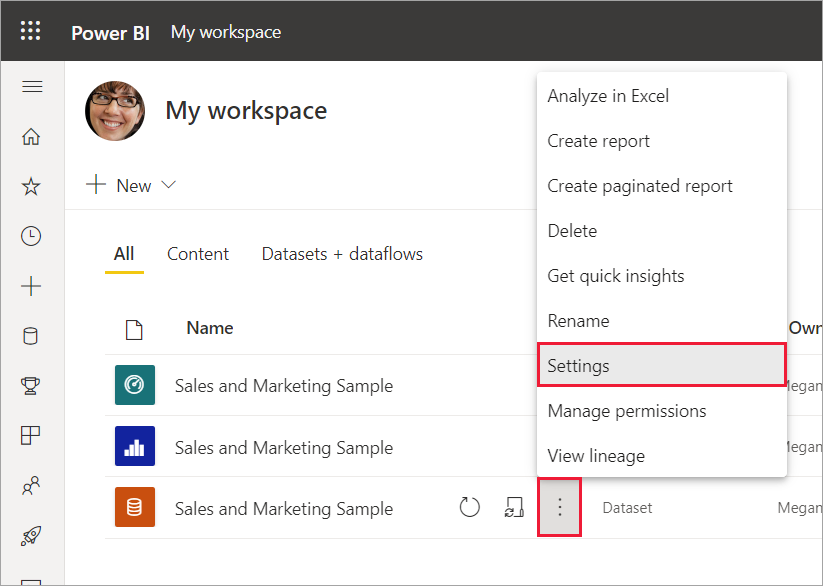 Power BI My workspace
My workspace
New
All Content Datasets + dataflows
Name
Own
Sales and Marketing Sample
Megan
Sales and Marketing Sample
Megan
Sales and Marketing Sample
Dataset
Megan
Analyze in Excel
Create report
Create paginated report
Delete
Get quick insights
Rename
Settings
Manage permissions
View lineage